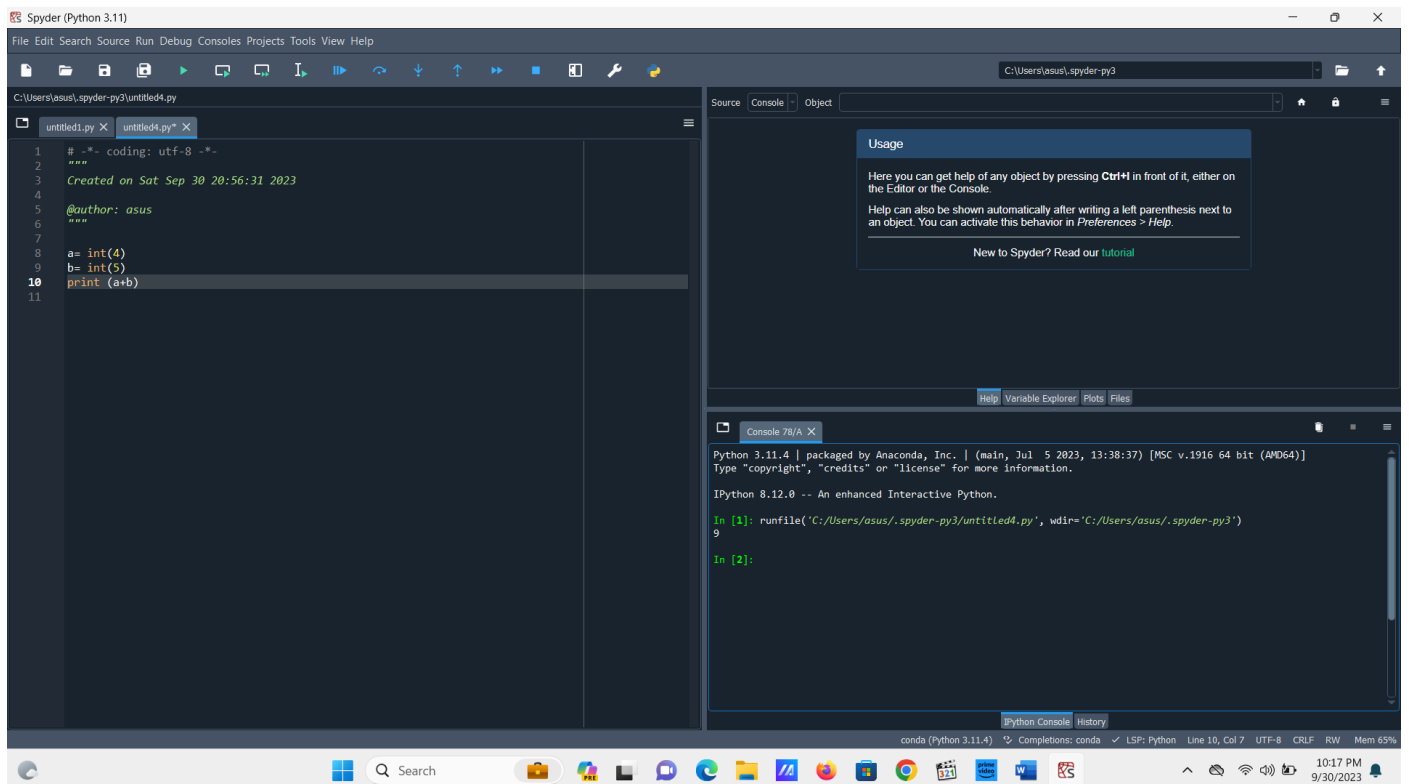 Spyder (Python 3.11)
File Edit Search Source Run Debug Consoles Projects Tools View Help
C:\Users\asus\.spyder-py3
C:\Users\asus\.spyder-py3\untitled4.py
untitled1.py
untitled4.py*
1 # -*- coding: utf-8 -*-
2 """
3 Created on Sat Sep 30 20:56:31 2023
4
5 @author: asus
6 """
7
8 a= int(4)
9 b= int(5)
10 print (a+b)
11
Source Console Object
Usage
Here you can get help of any object by pressing Ctrl+I in front of it, either on
the Editor or the Console.
Help can also be shown automatically after writing a left parenthesis next to
an object. You can activate this behavior in Preferences > Help.
New to Spyder? Read our tutorial
Help Variable Explorer Plots Files
Console 78/A
Python 3.11.4 | packaged by Anaconda, Inc. | (main, Jul  5 2023, 13:38:37) [MSC v.1916 64 bit (AMD64)]
Type "copyright", "credits" or "license" for more information.
IPython 8.12.0 -- An enhanced Interactive Python.
In [1]: runfile('C:/Users/asus/.spyder-py3/untitled4.py', wdir='C:/Users/asus/.spyder-py3')
9
In [2]:
IPython Console History
conda (Python 3.11.4) Completions: conda LSP: Python Line 10, Col 7 UTF-8 CRLF RW Mem 65%
Search
PRE
321
prime video
W
10:17 PM
9/30/2023